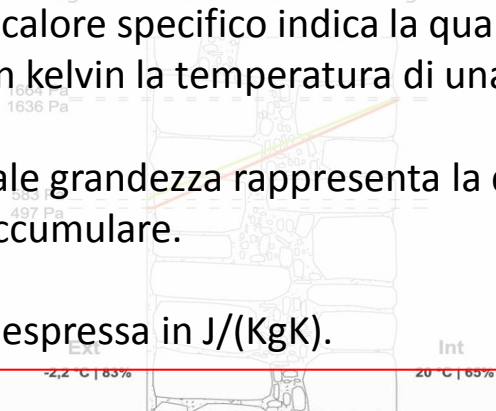 calore specifico indica la qua
n kelvin la temperatura di una
1664 Pa
1636 Pa
ale grandezza rappresenta la
583 Pa
497 Pa
ccumulare.
espressa in J/(KgK).
Ext
Int
-2,2 °C | 83%
20 °C | 65%